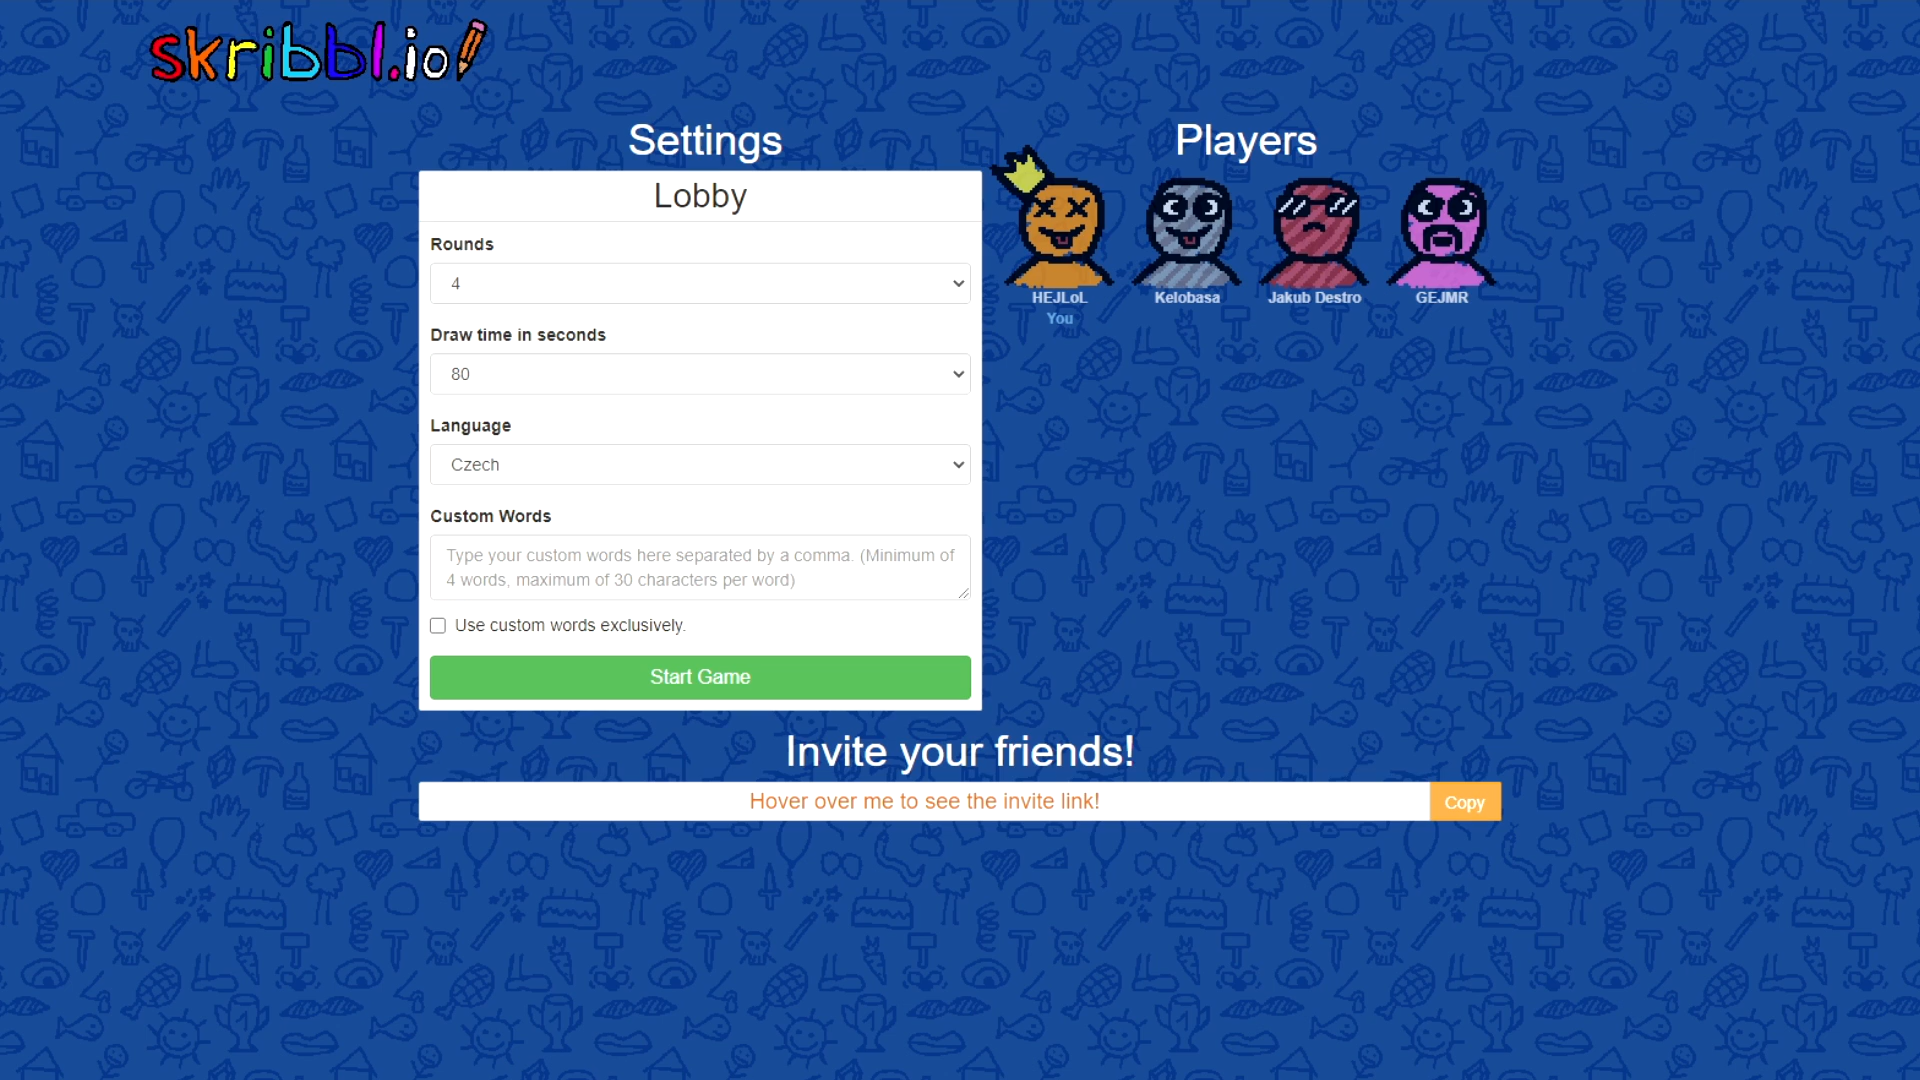 skribbl.io
Settings
Lobby
Rounds
4
Draw time in seconds
80
Language
Czech
Custom Words
Type your custom words here separated by a comma. (Minimum of
4 words, maximum of 30 characters per word)
Use custom words exclusively.
Start Game
Players
HEJLoL
You
Kelobasa
Jakub Destro
GEJMR
Invite your friends!
Hover over me to see the invite link!
Copy